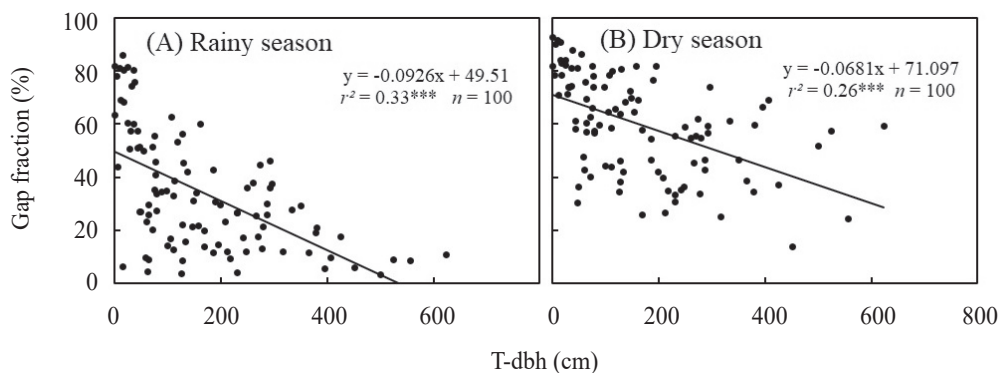 (A) Rainy season
y = -0.0926x + 49.51
r² = 0.33*** n = 100
(B) Dry season
y = -0.0681x + 71.097
r² = 0.26*** n = 100
Gap fraction (%)
100
80
60
40
20
0
0 200 400 600
0 200 400 600 800
T-dbh (cm)